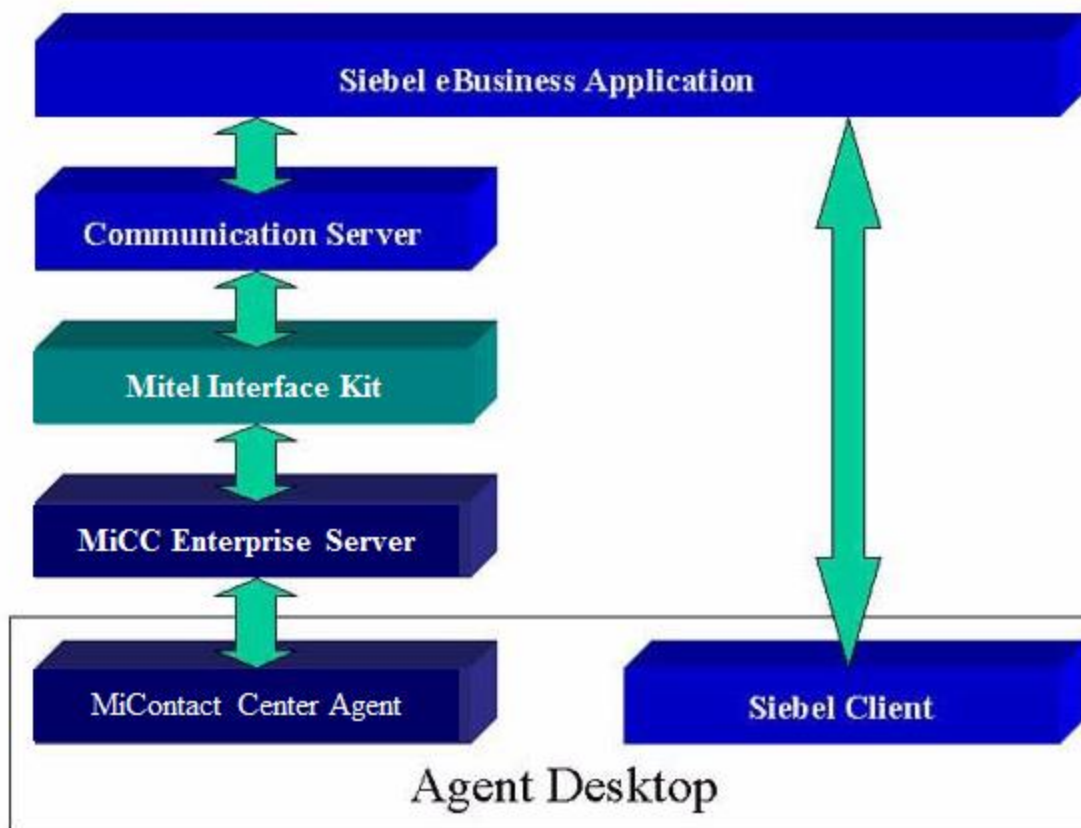 Siebel eBusiness Application
Communication Server
Mitel Interface Kit
MiCC Enterprise Server
MiContact Center Agent
Siebel Client
Agent Desktop